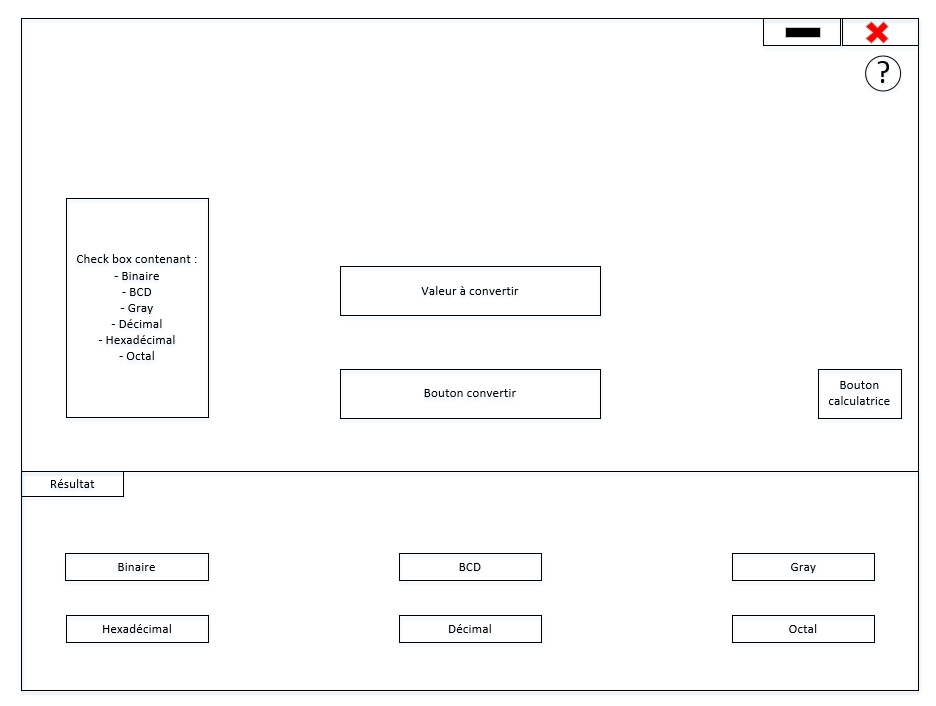 ?
Check box contenant :
- Binaire
- BCD
- Gray
- Décimal
- Hexadécimal
- Octal
Valeur à convertir
Bouton convertir
Bouton
calculatrice
Résultat
Binaire
BCD
Gray
Hexadécimal
Décimal
Octal